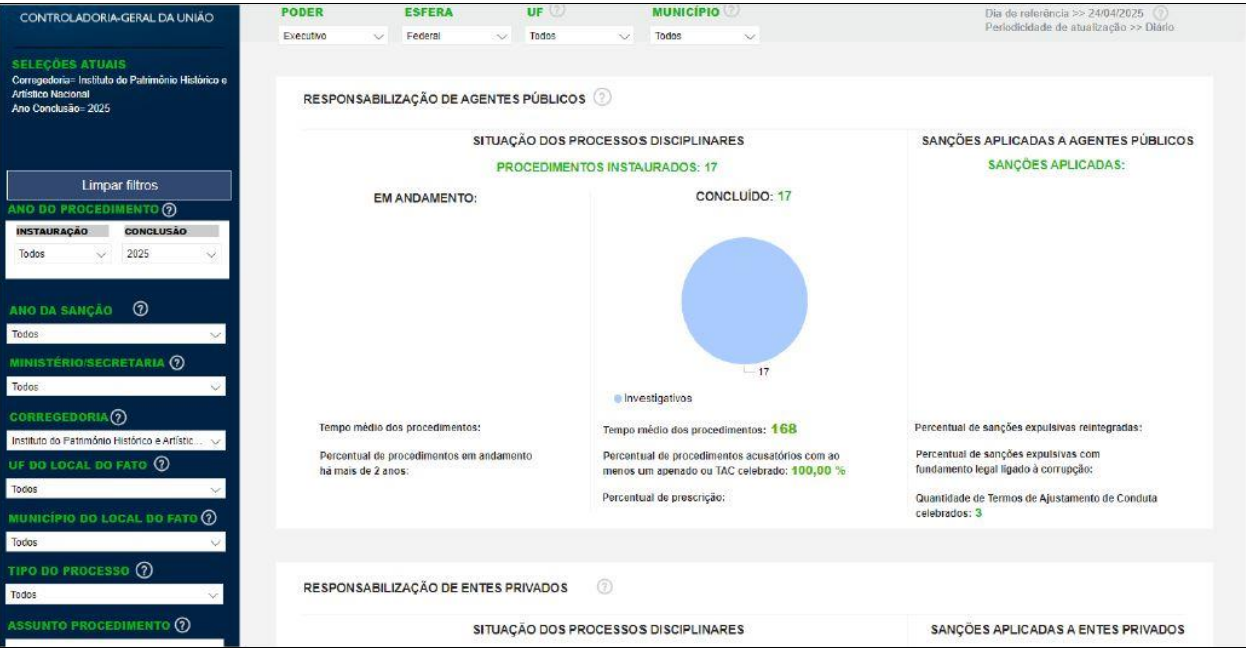 CONTROLADORIA-GERAL DA UNIÃO
SELEÇÕES ATUAIS
Corregedoria= Instituto do Patrimônio Histórico e
Artístico Nacional
Ano Conclusão= 2025
Limpar filtros
ANO DO PROCEDIMENTO ?
INSTAURAÇÃO CONCLUSÃO
Todos 2025
ANO DA SANÇÃO ?
Todos
MINISTÉRIO/SECRETARIA ?
Todos
CORREGEDORIA ?
Instituto do Patrimônio Histórico e Artístic...
UF DO LOCAL DO FATO ?
Todos
MUNICÍPIO DO LOCAL DO FATO ?
Todos
TIPO DO PROCESSO ?
Todos
ASSUNTO PROCEDIMENTO ?
PODER ESFERA UF ? MUNICÍPIO ?
Executivo Federal Todos Todos
Dia de referência >> 24/04/2025 ?
Periodicidade de atualização >> Diário
RESPONSABILIZAÇÃO DE AGENTES PÚBLICOS ?
SITUAÇÃO DOS PROCESSOS DISCIPLINARES
PROCEDIMENTOS INSTAURADOS: 17
EM ANDAMENTO:
CONCLUÍDO: 17
17
Investigativos
Tempo médio dos procedimentos:
Percentual de procedimentos em andamento
há mais de 2 anos:
Tempo médio dos procedimentos: 168
Percentual de procedimentos acusatórios com ao
menos um apenado ou TAC celebrado: 100,00 %
Percentual de prescrição:
SANÇÕES APLICADAS A AGENTES PÚBLICOS
SANÇÕES APLICADAS:
Percentual de sanções expulsivas reintegradas:
Percentual de sanções expulsivas com
fundamento legal ligado à corrupção:
Quantidade de Termos de Ajustamento de Conduta
celebrados: 3
RESPONSABILIZAÇÃO DE ENTES PRIVADOS ?
SITUAÇÃO DOS PROCESSOS DISCIPLINARES
SANÇÕES APLICADAS A ENTES PRIVADOS